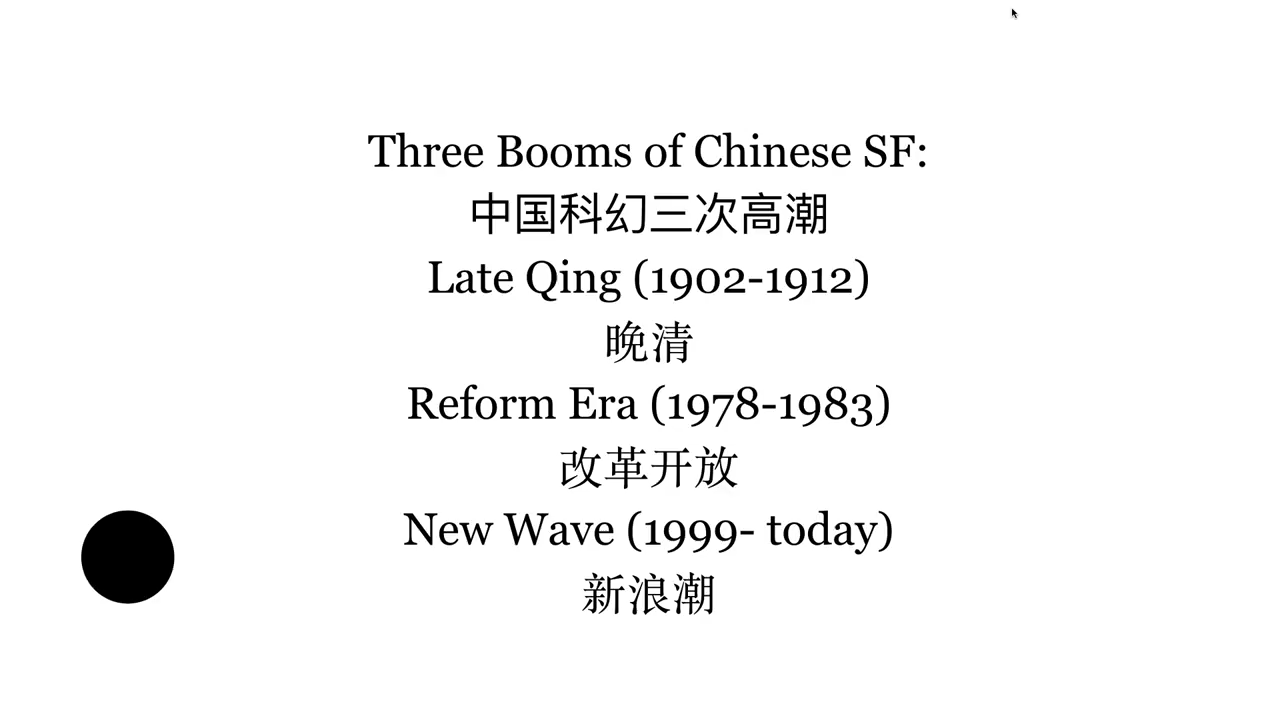 Three Booms of Chinese SF:
中国科幻三次高潮
Late Qing (1902-1912)
晚清
Reform Era (1978-1983)
改革开放
New Wave (1999- today)
新浪潮